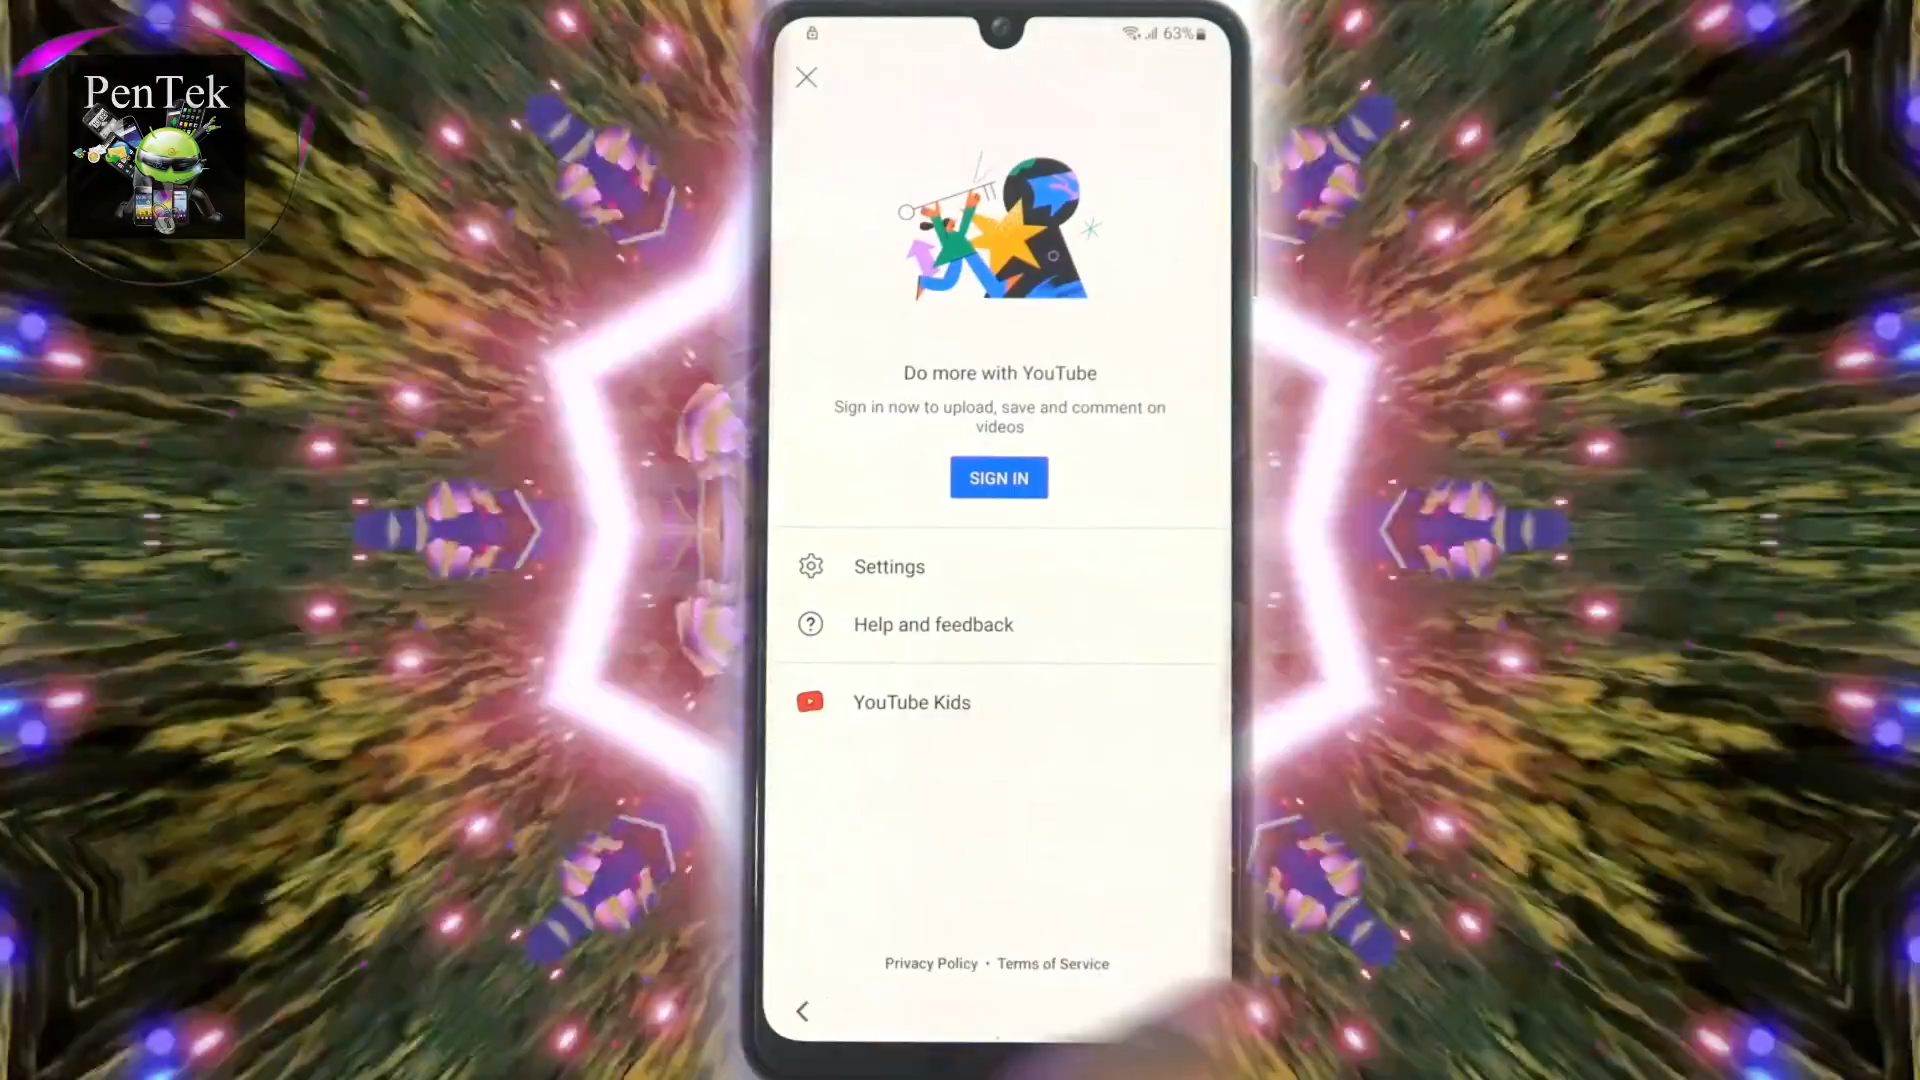 PenTek
63%
Do more with YouTube
Sign in now to upload, save and comment on
videos
SIGN IN
Settings
Help and feedback
YouTube Kids
Privacy Policy • Terms of Service